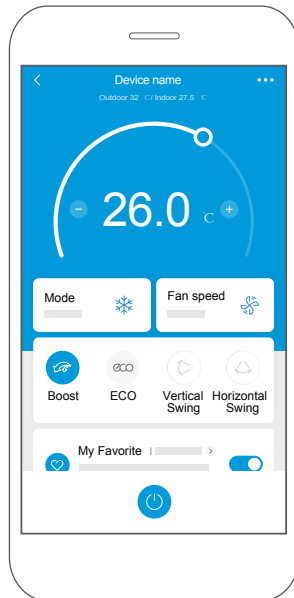 Device name
Outdoor 32 C/ Indoor 27.5 C
- 26.0 C +
Mode
Fan speed
eco
Boost
ECO
Vertical Swing
Horizontal Swing
My Favorite